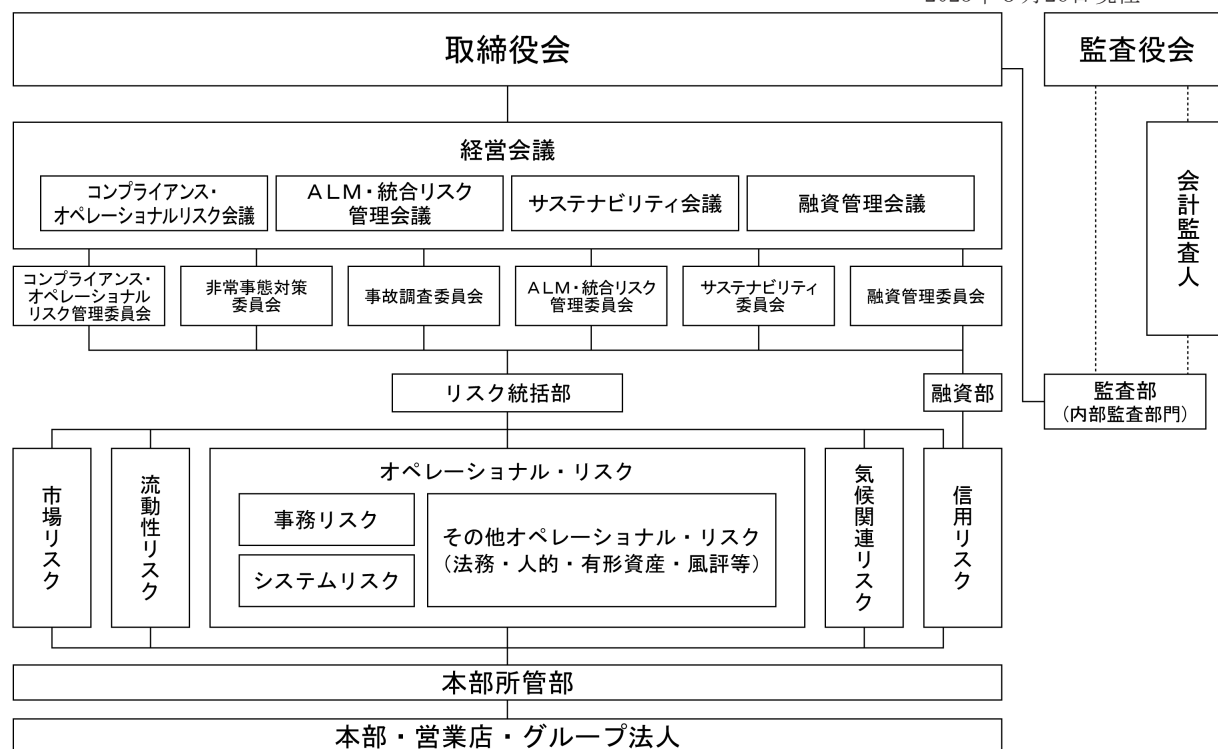 取締役会
監査役会
経営会議
コンプライアンス・
オペレーショナルリスク会議
ALM・統合リスク
管理会議
サステナビリティ会議
融資管理会議
会計監査人
コンプライアンス・
オペレーショナル
リスク管理委員会
非常事態対策
委員会
事故調査委員会
ALM・統合リスク
管理委員会
サステナビリティ
委員会
融資管理委員会
リスク統括部
融資部
監査部
(内部監査部門)
市場リスク
流動性リスク
オペレーショナル・リスク
事務リスク
システムリスク
その他オペレーショナル・リスク
(法務・人的・有形資産・風評等)
気候関連リスク
信用リスク
本部所管部
本部・営業店・グループ法人